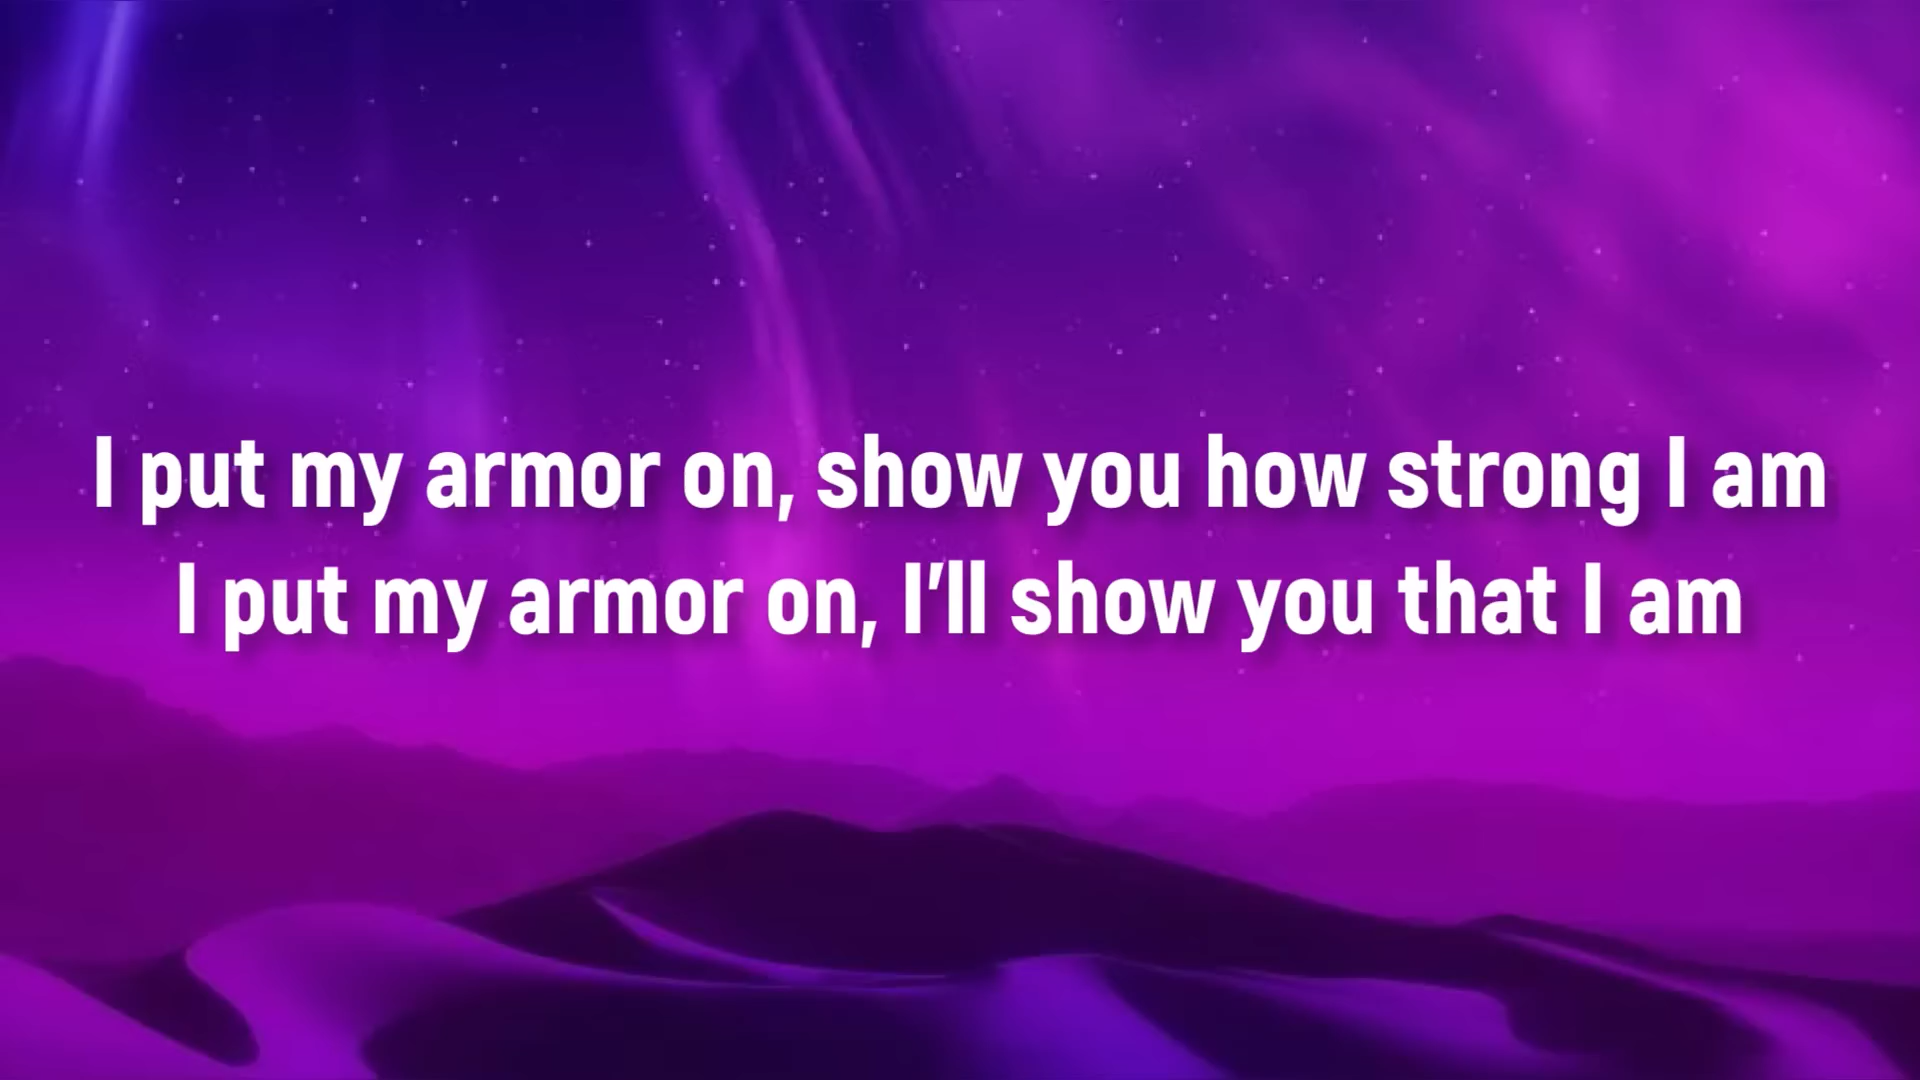 I put my armor on, show you how strong I am
I put my armor on, I’ll show you that I am